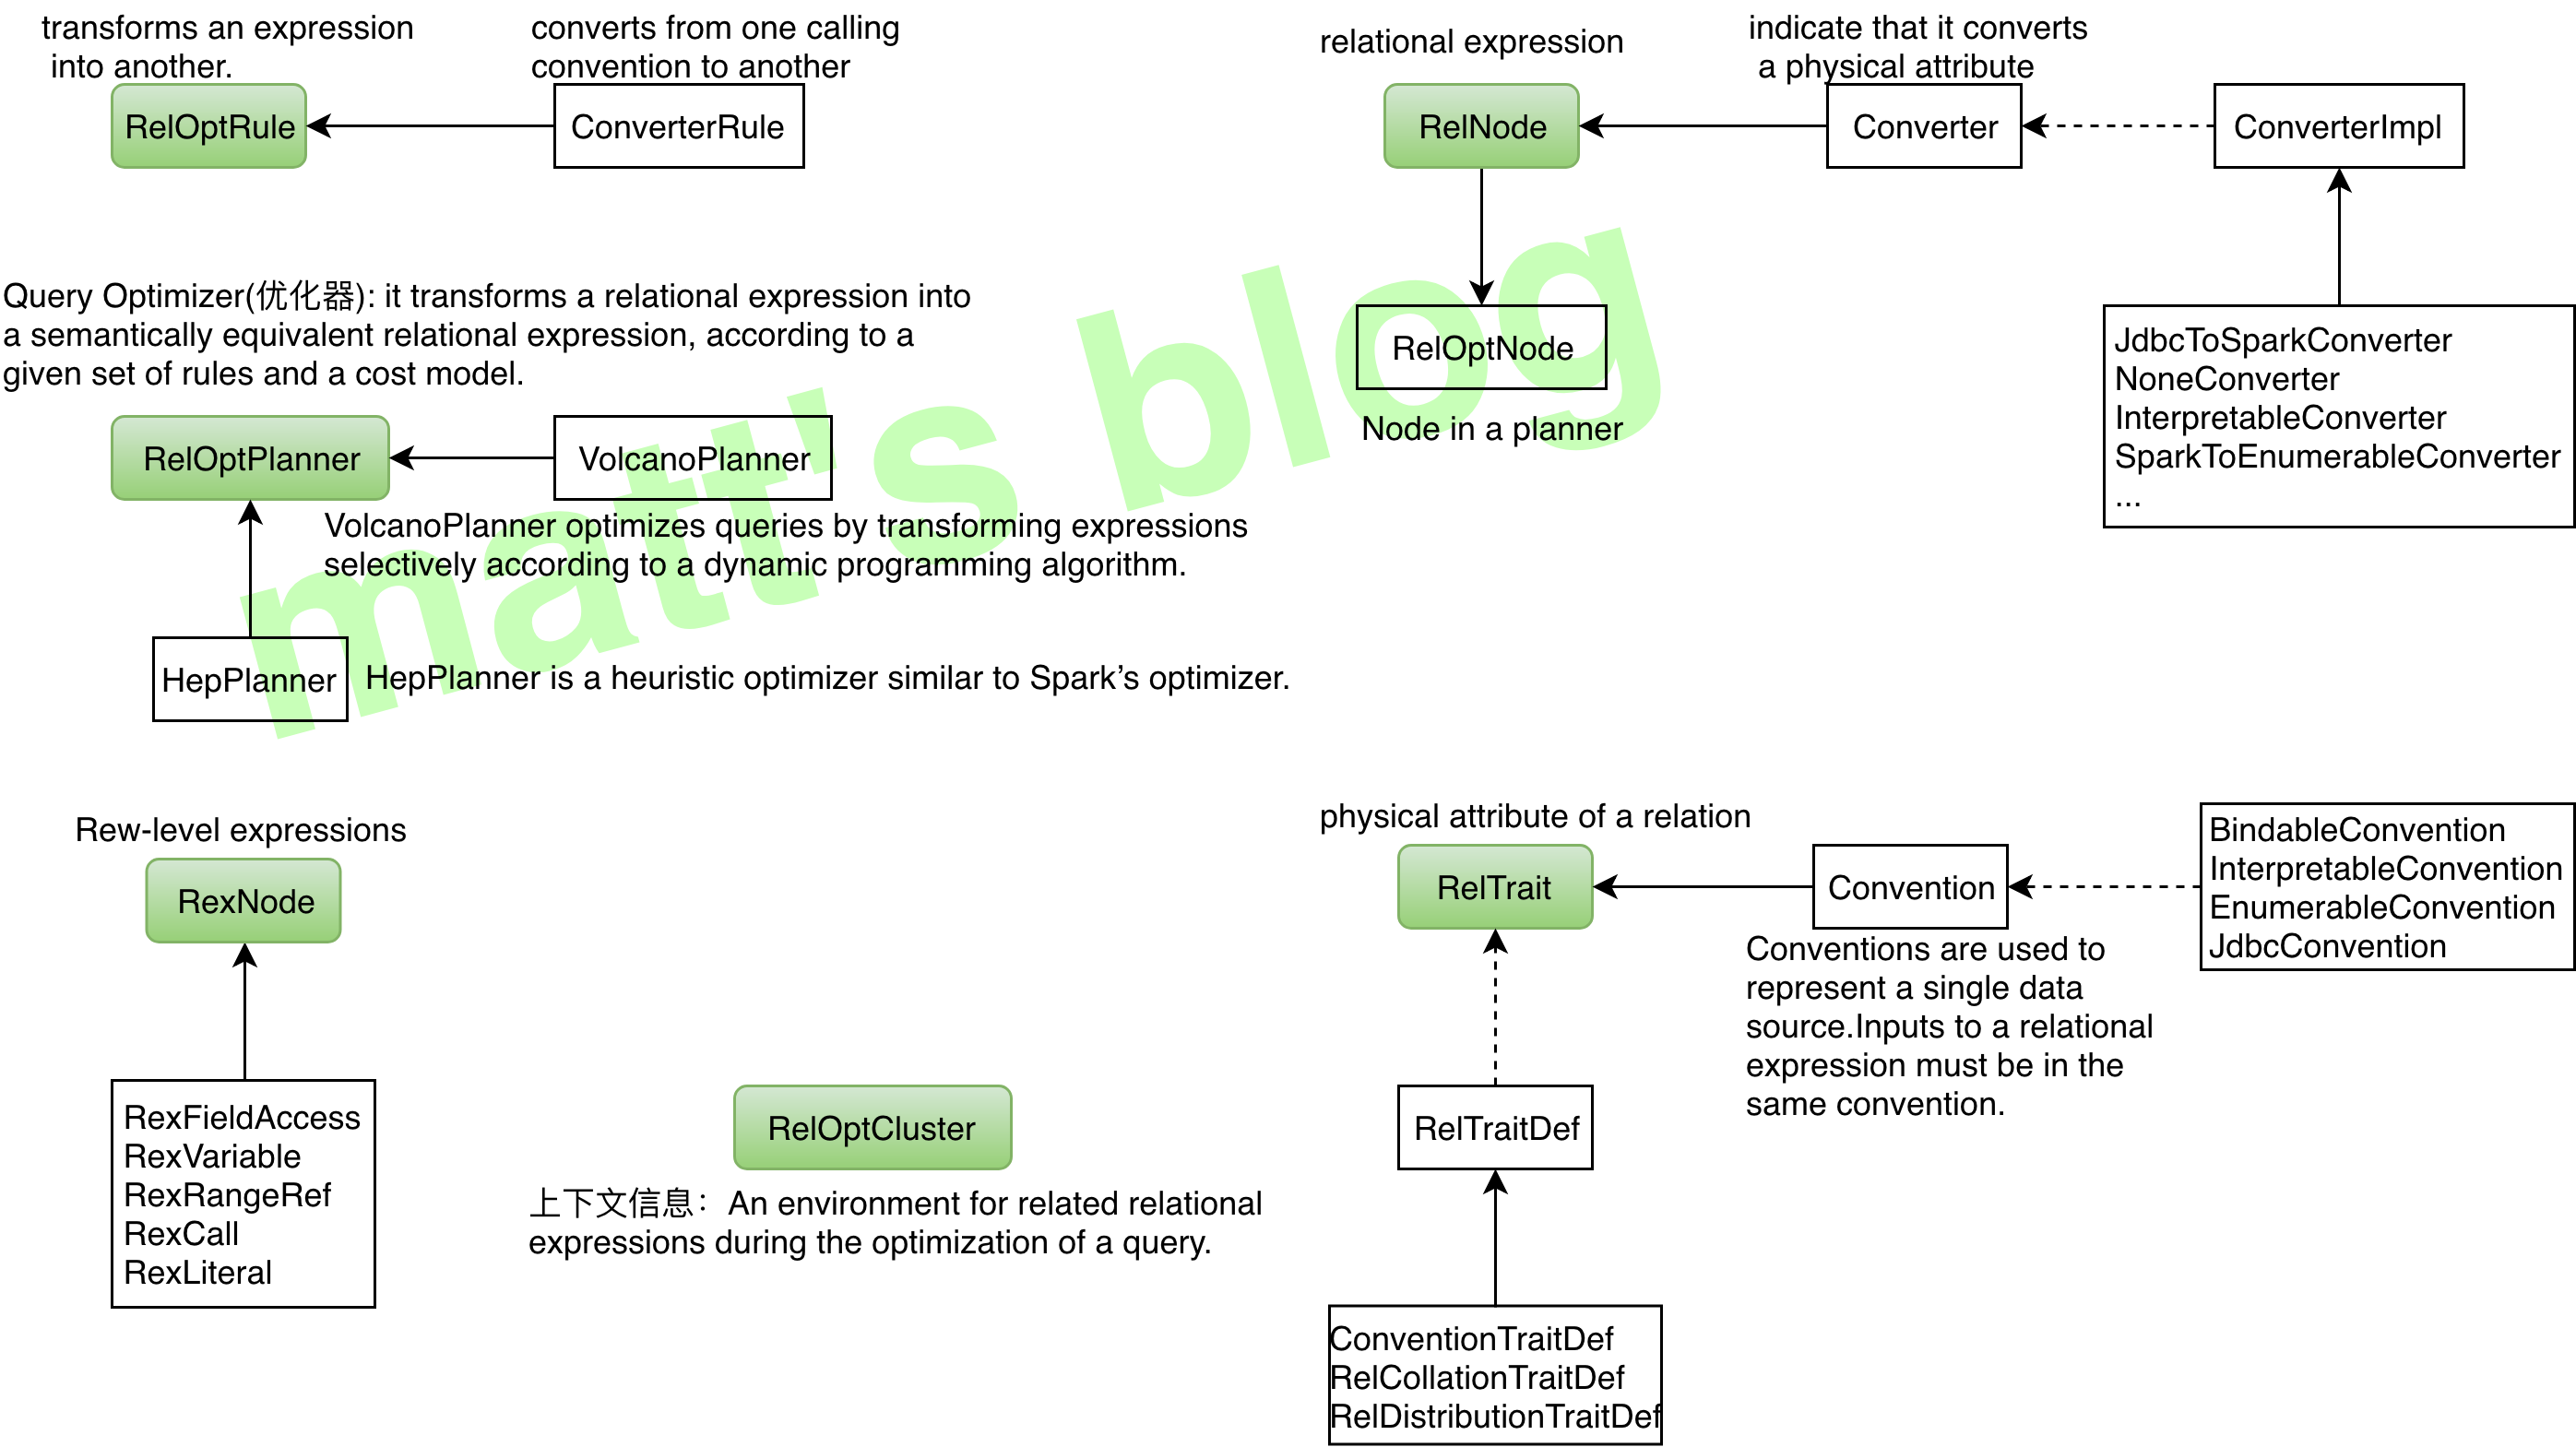 transforms an expression
into another.
RelOptRule
converts from one calling
convention to another
ConverterRule
relational expression
RelNode
indicate that it converts
a physical attribute
Converter
ConverterImpl
RelOptNode
Node in a planner
JdbcToSparkConverter
NoneConverter
InterpretableConverter
SparkToEnumerableConverter
...
Query Optimizer(优化器): it transforms a relational expression into
a semantically equivalent relational expression, according to a
given set of rules and a cost model.
RelOptPlanner
VolcanoPlanner
VolcanoPlanner optimizes queries by transforming expressions
selectively according to a dynamic programming algorithm.
HepPlanner
HepPlanner is a heuristic optimizer similar to Spark’s optimizer.
matt's blog
Rew-level expressions
RexNode
RexFieldAccess
RexVariable
RexRangeRef
RexCall
RexLiteral
RelOptCluster
上下文信息：An environment for related relational
expressions during the optimization of a query.
physical attribute of a relation
RelTrait
Convention
BindableConvention
InterpretableConvention
EnumerableConvention
JdbcConvention
Conventions are used to
represent a single data
source.Inputs to a relational
expression must be in the
same convention.
RelTraitDef
ConventionTraitDef
RelCollationTraitDef
RelDistributionTraitDef